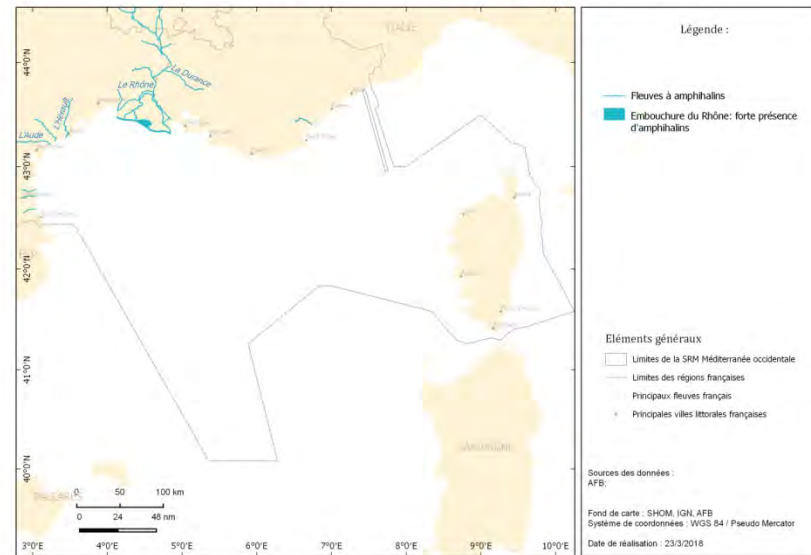 ITALIE
44°0'N
43°0'N
42°0'N
41°0'N
40°0'N
La Durance
Le Rhône
L'Hérault
L'Aude
SARDAIGNE
BALEARES
0 50 100 km
0 24 48 nm
3°0'E 4°0'E 5°0'E 6°0'E 7°0'E 8°0'E 9°0'E 10°0'E
Légende :
Fleuves à amphihalins
Embouchure du Rhône: forte présence
d'amphihalins
Eléments généraux
Limites de la SRM Méditerranée occidentale
Limites des régions françaises
Principaux fleuves français
Principales villes littorales françaises
Sources des données :
AFB;
Fond de carte : SHOM, IGN, AFB
Système de coordonnées : WGS 84 / Pseudo Mercator
Date de réalisation : 23/3/2018